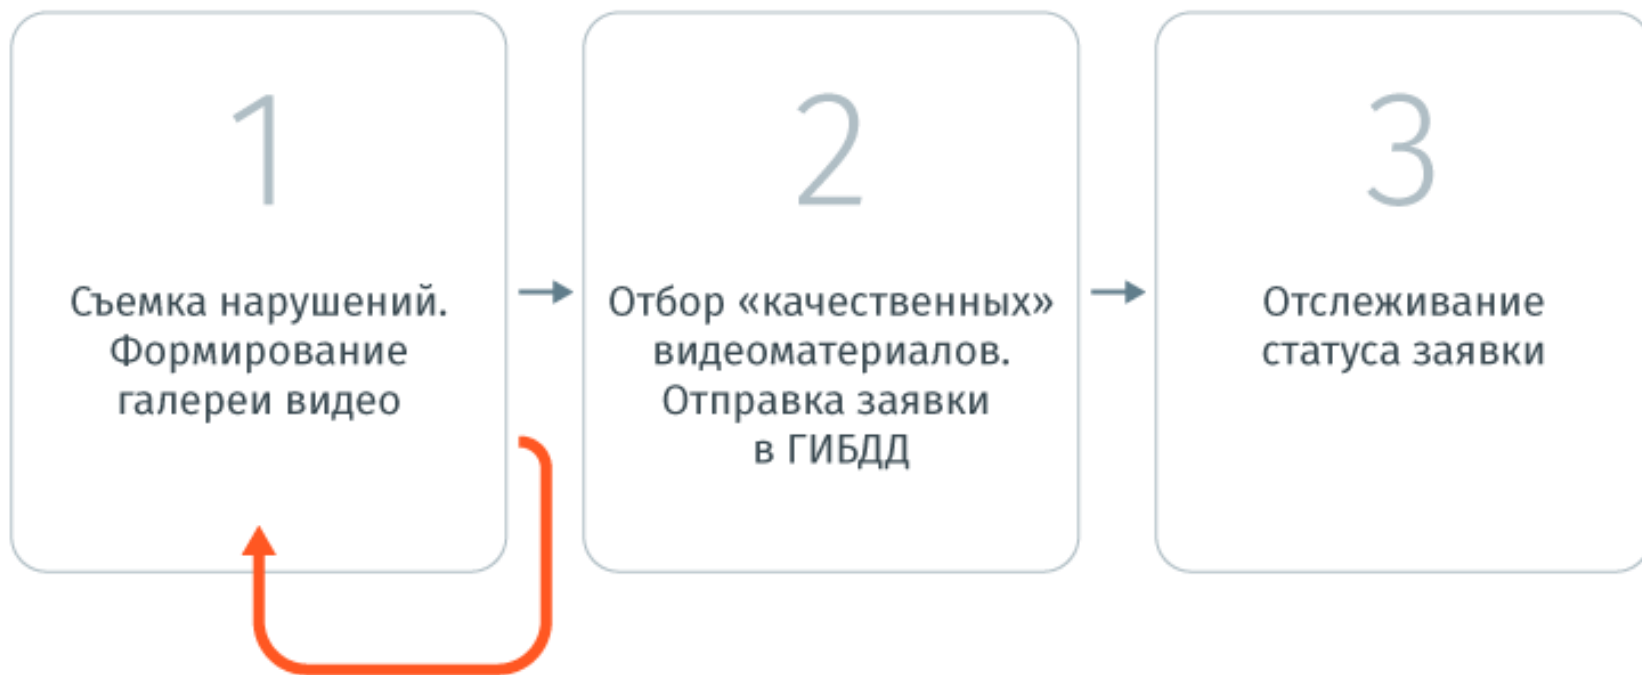 1
Съемка нарушений.
Формирование
галереи видео
2
Отбор «качественных»
видеоматериалов.
Отправка заявки
в ГИБДД
3
Отслеживание
статуса заявки